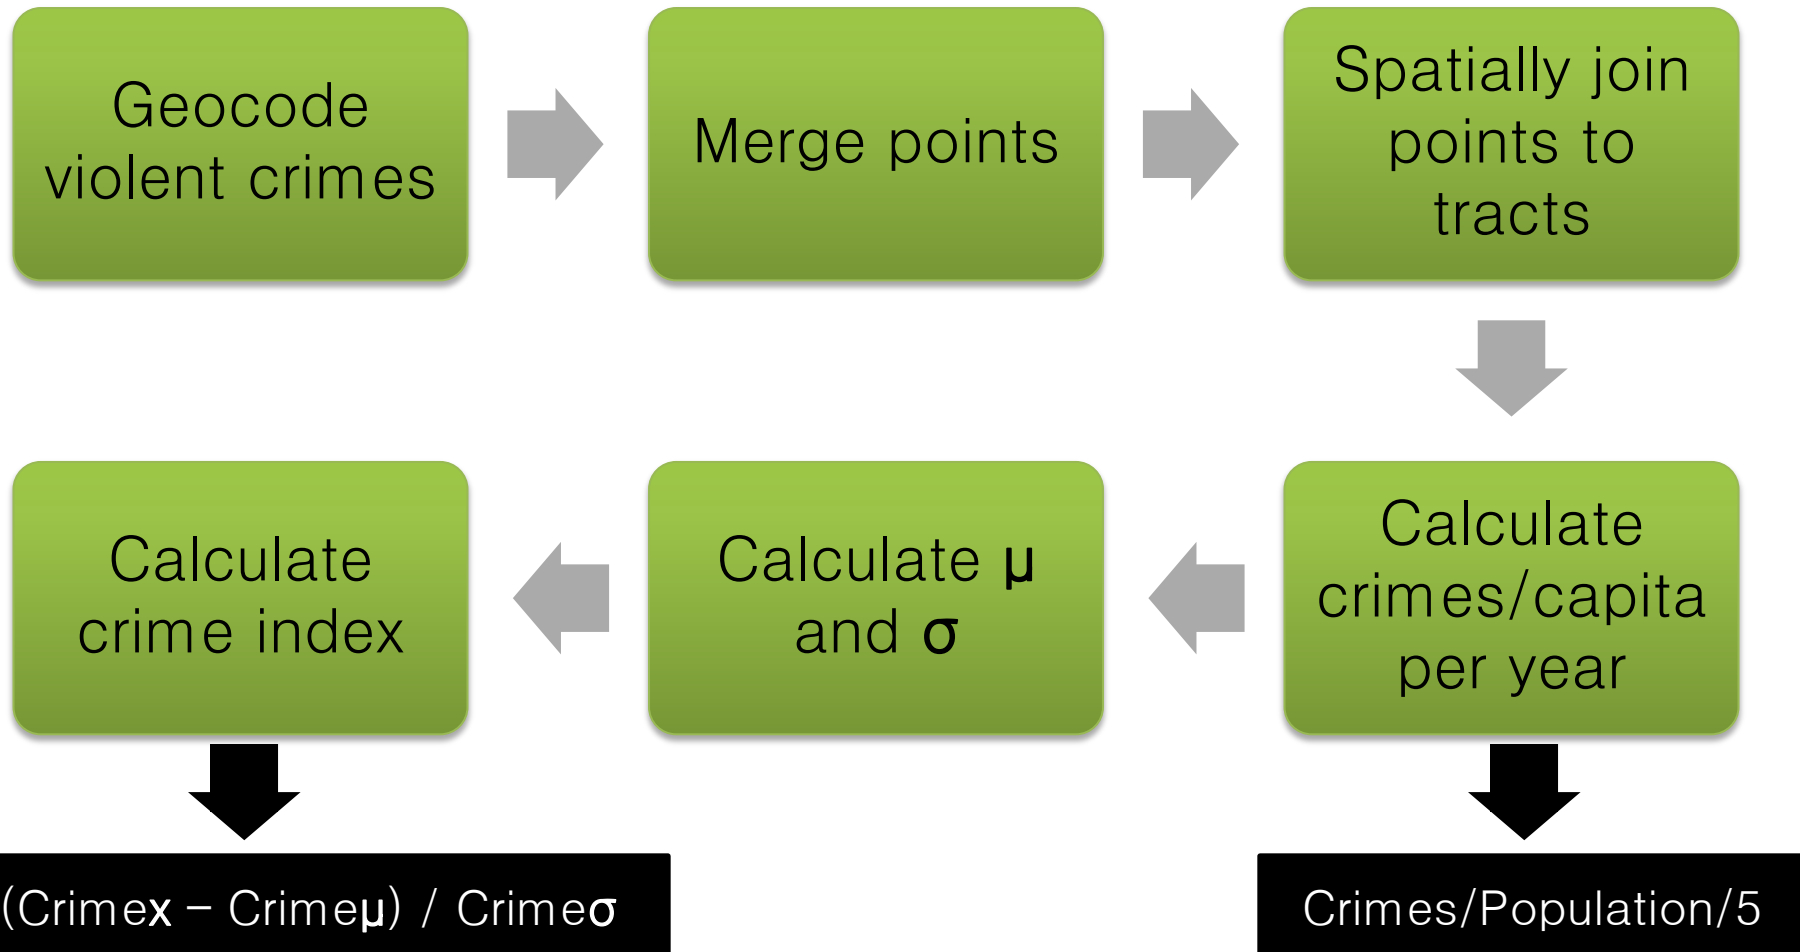 Geocode
violent crimes
Merge points
Spatially join
points to
tracts
Calculate
crime index
Calculate μ
and σ
Calculate
crimes/capita
per year
(Crimex – Crimeμ) / Crimeσ
Crimes/Population/5